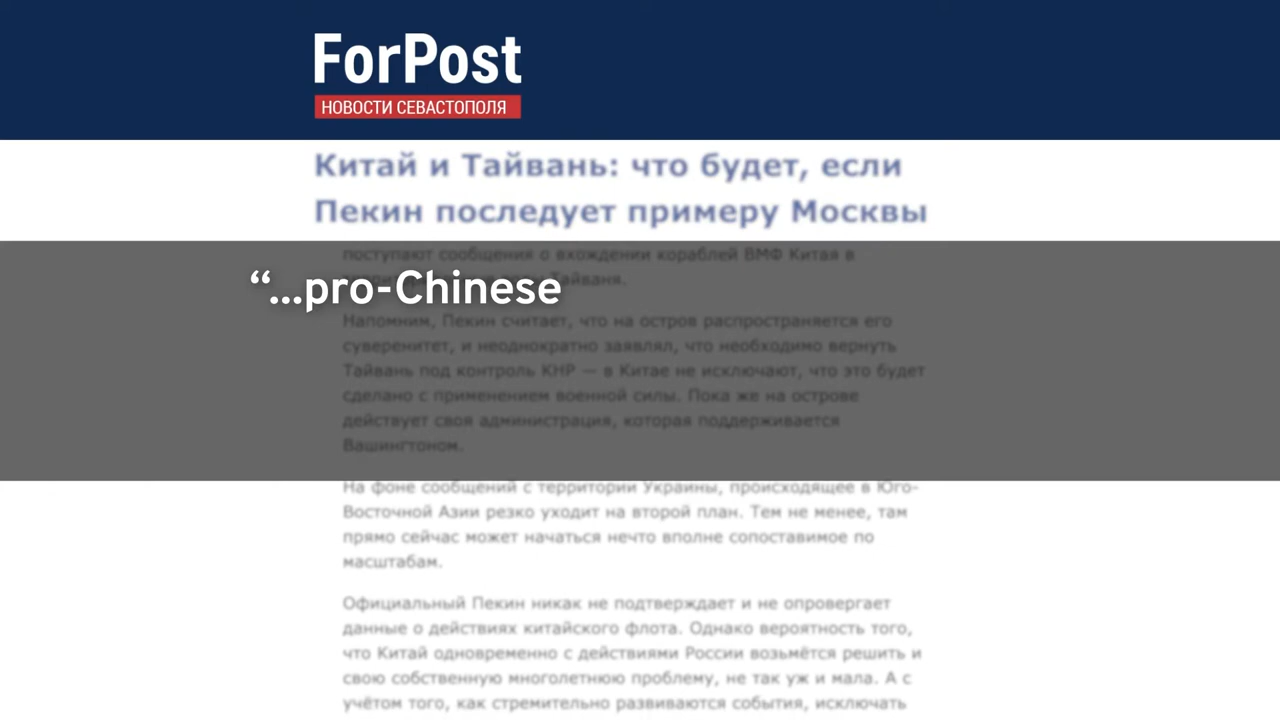 ForPost
НОВОСТИ СЕВАСТОПОЛЯ
Китай и Тайвань: что будет, если
Пекин последует примеру Москвы
поступают сообщения о вхождении кораблей ВМФ Китая в
Тайваня.
“...pro-Chinese
Напомним, Пекин считает, что на остров распространяется его
суверенитет, и неоднократно заявлял, что необходимо вернуть
Тайвань под контроль КНР — в Китае не исключают, что это будет
сделано с применением военной силы. Пока же на острове
действует своя администрация, которая поддерживается
Вашингтоном.
На фоне сообщений с территории Украины, происходящее в Юго-
Восточной Азии резко уходит на второй план. Тем не менее, там
прямо сейчас может начаться нечто вполне сопоставимое по
масштабам.
Официальный Пекин никак не подтверждает и не опровергает
данные о действиях китайского флота. Однако вероятность того,
что Китай одновременно с действиями России возьмётся решить и
свою собственную многолетнюю проблему, не так уж и мала. А с
учётом того, как стремительно развиваются события, исключать